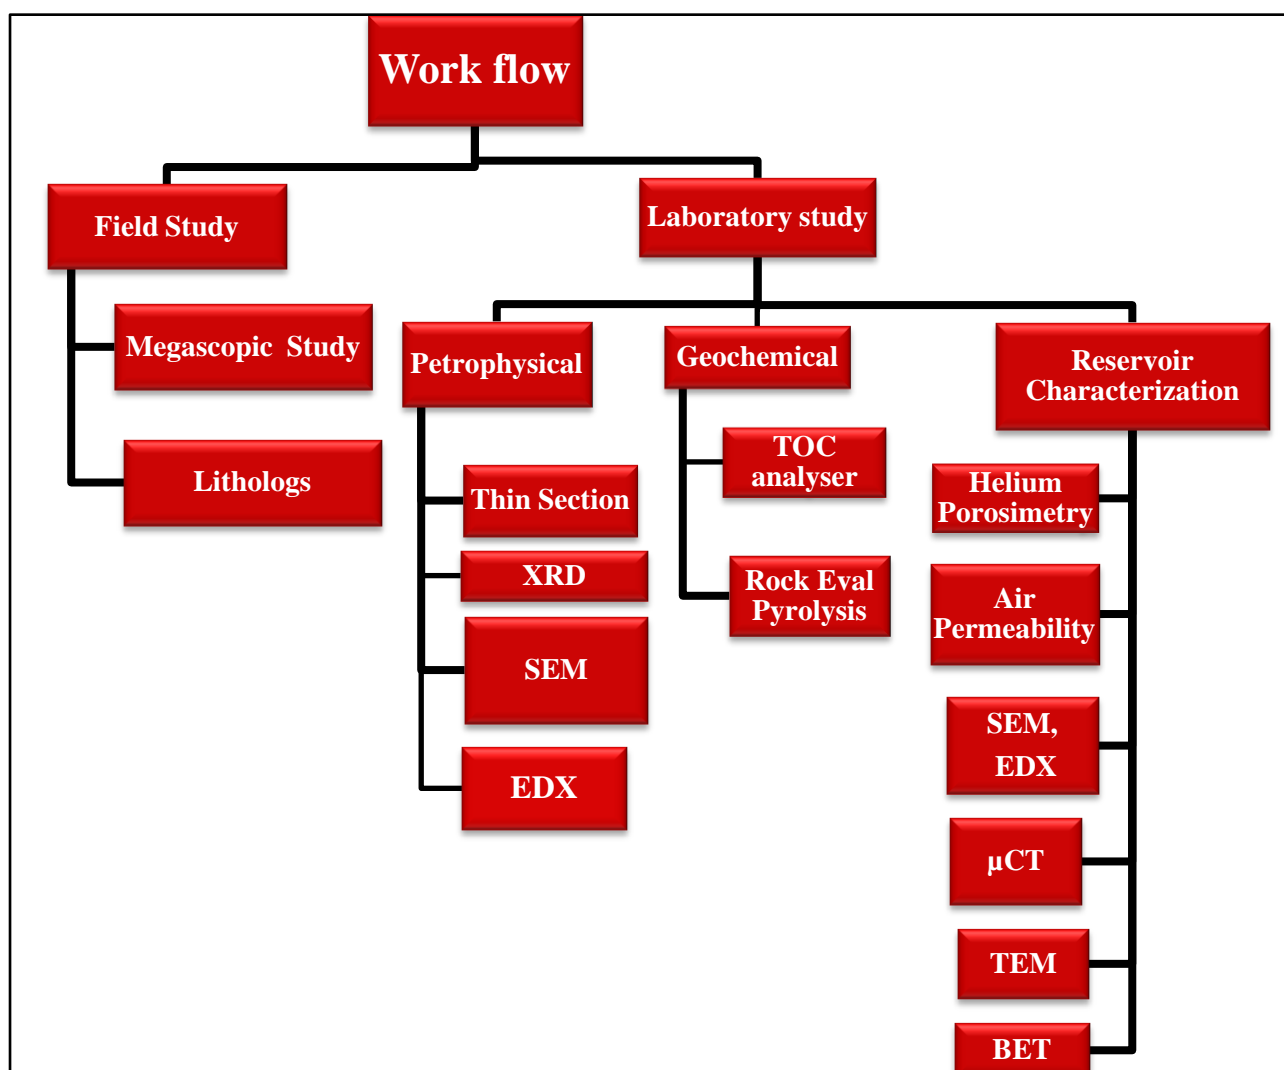 Work flow
Field Study
Megascopic Study
Lithologs
Laboratory study
Petrophysical
Thin Section
XRD
SEM
EDX
Geochemical
TOC
analyser
Rock Eval
Pyrolysis
Reservoir
Characterization
Helium
Porosimetry
Air
Permeability
SEM,
EDX
µCT
TEM
BET